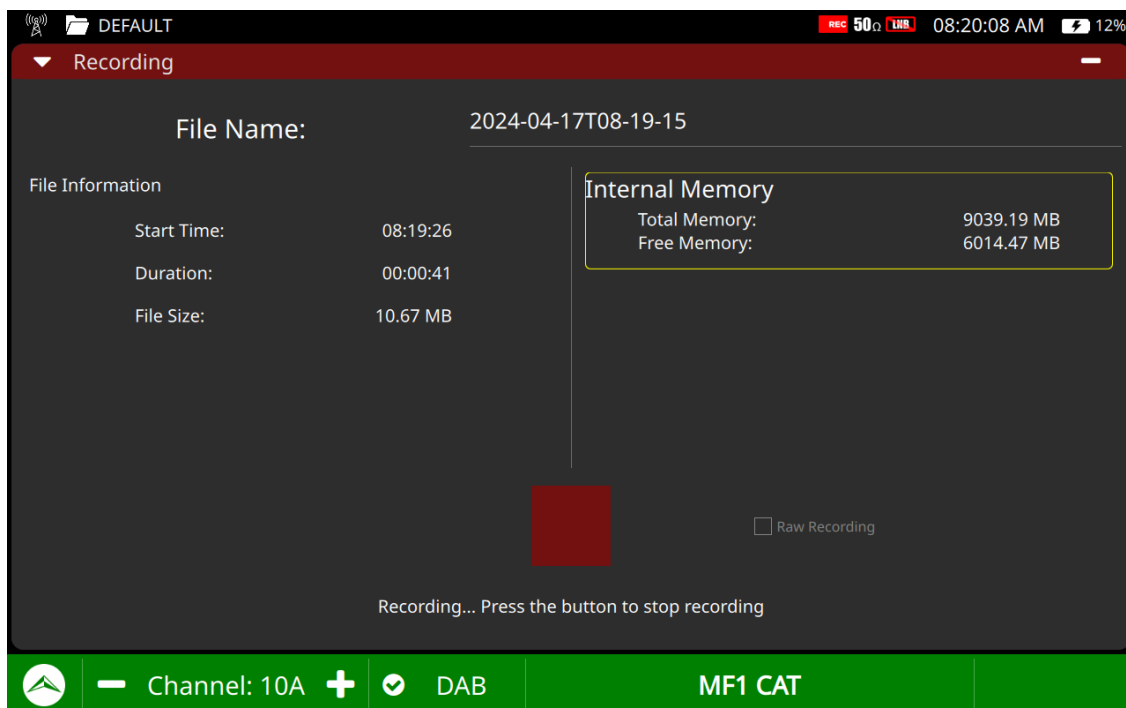 DEFAULT REC 50Ω LNB 08:20:08 AM 12%
Recording
File Name: 2024-04-17T08-19-15
File Information
Start Time: 08:19:26
Duration: 00:00:41
File Size: 10.67 MB
Internal Memory
Total Memory: 9039.19 MB
Free Memory: 6014.47 MB
Raw Recording
Recording... Press the button to stop recording
Channel: 10A DAB MF1 CAT